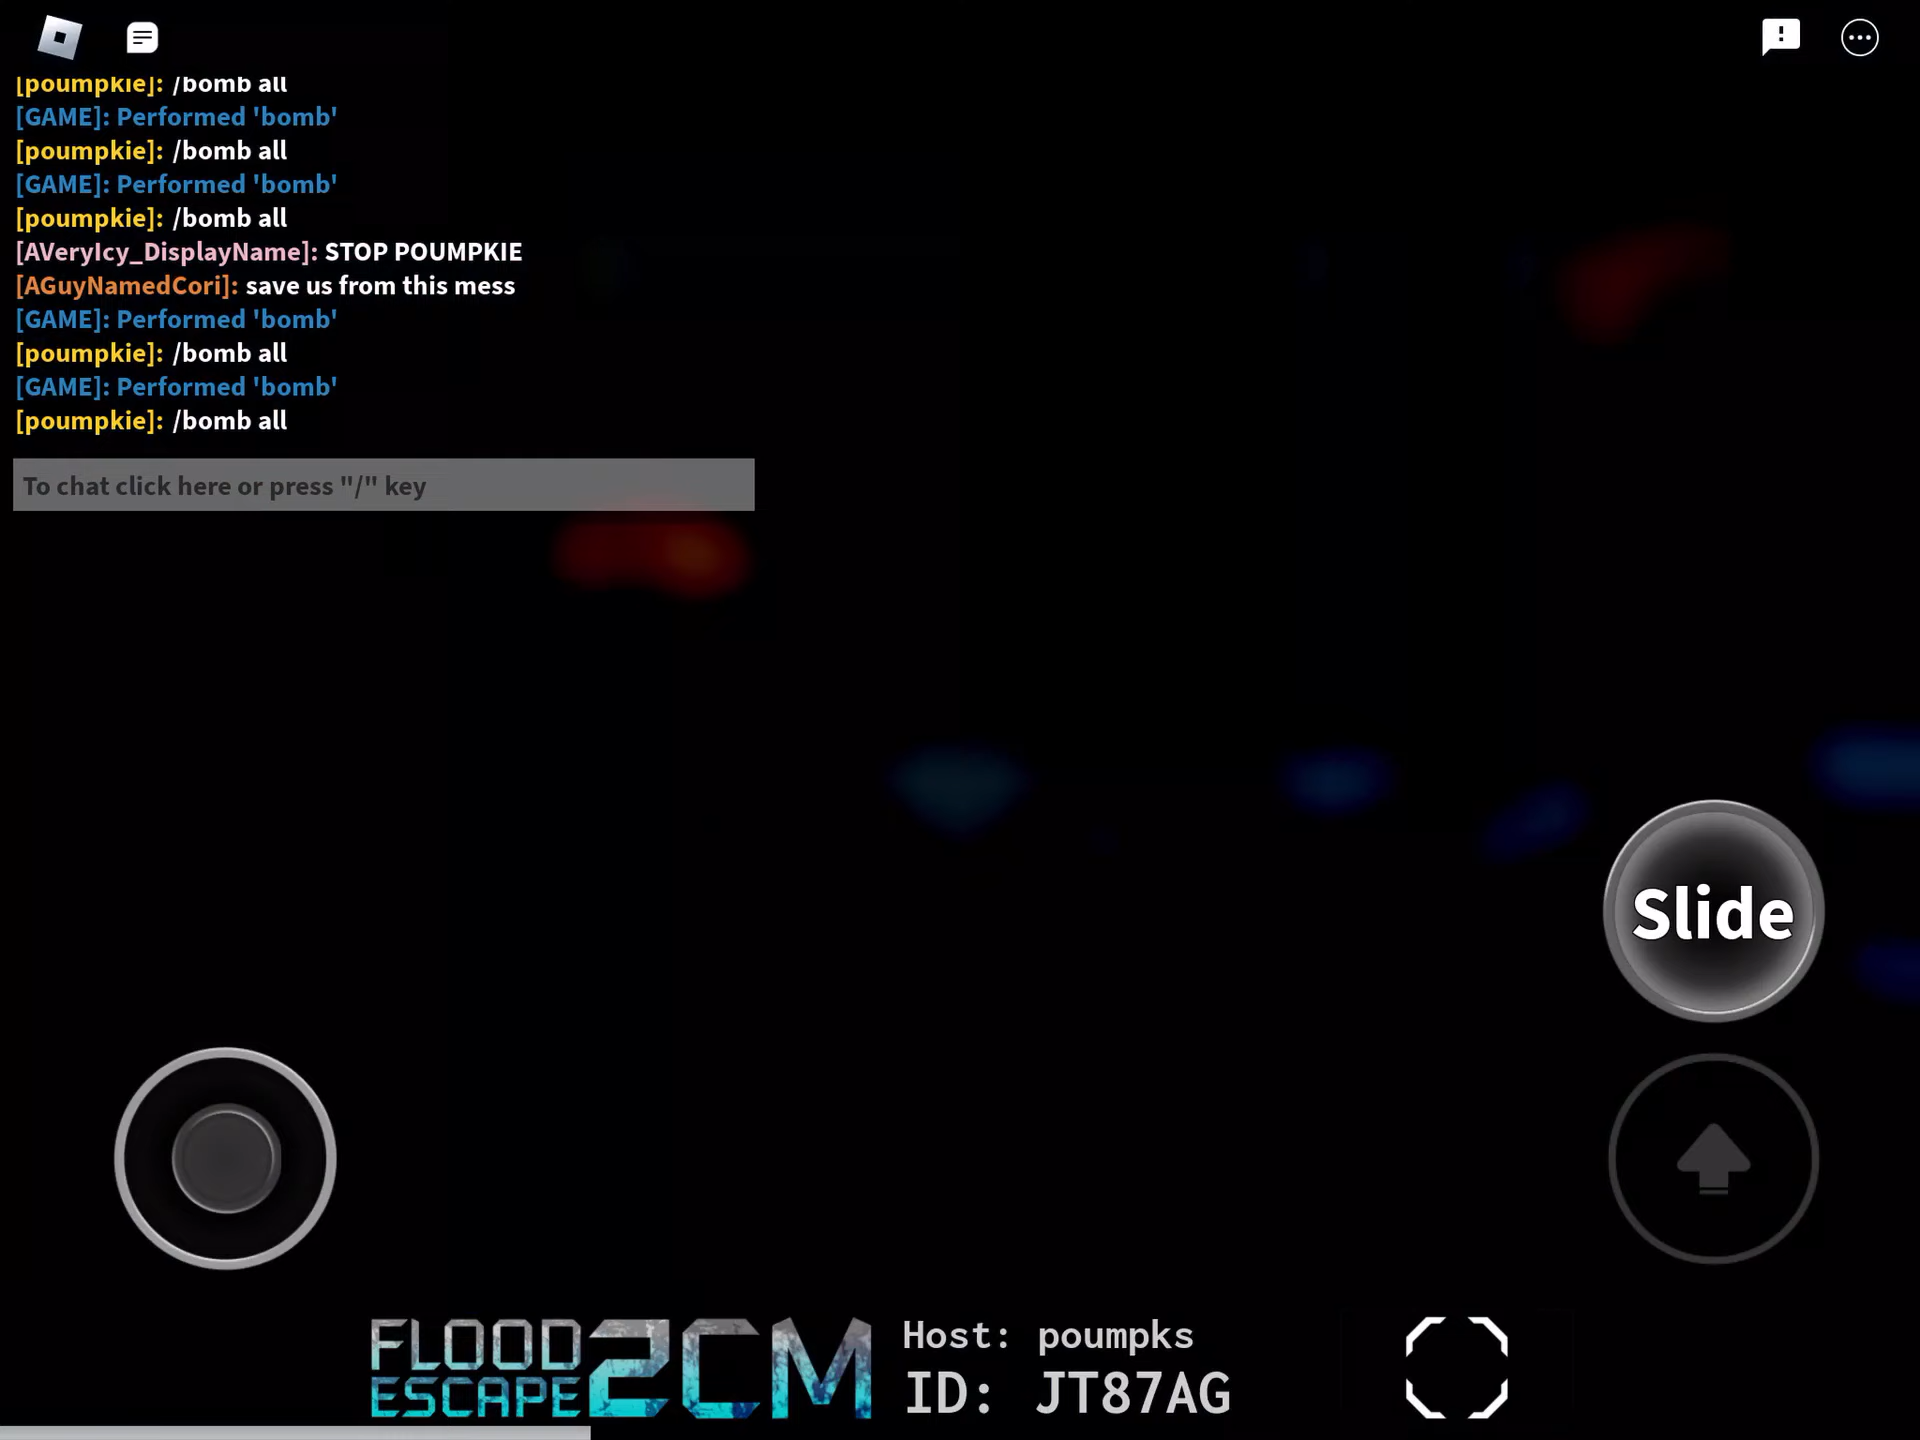 [poumpkie]: /bomb all
[GAME]: Performed 'bomb'
[poumpkie]: /bomb all
[GAME]: Performed 'bomb'
[poumpkie]: /bomb all
[AVeryIcy_DisplayName]: STOP POUMPKIE
[AGuyNamedCori]: save us from this mess
[GAME]: Performed 'bomb'
[poumpkie]: /bomb all
[GAME]: Performed 'bomb'
[poumpkie]: /bomb all
To chat click here or press "/" key
Slide
FLOOD ESCAPE 2CM
Host: poumpks
ID: JT87AG